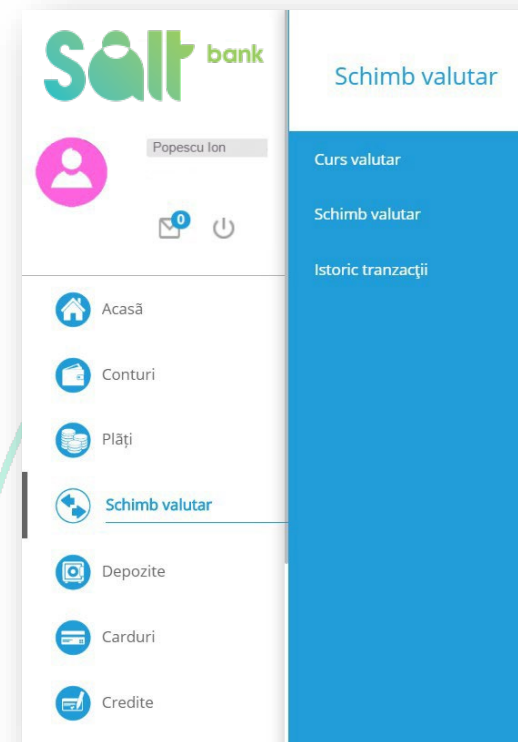 Salt bank
Popescu Ion
0
Acasă
Conturi
Plăți
Schimb valutar
Depozite
Carduri
Credite
Schimb valutar
Curs valutar
Schimb valutar
Istoric tranzacţii